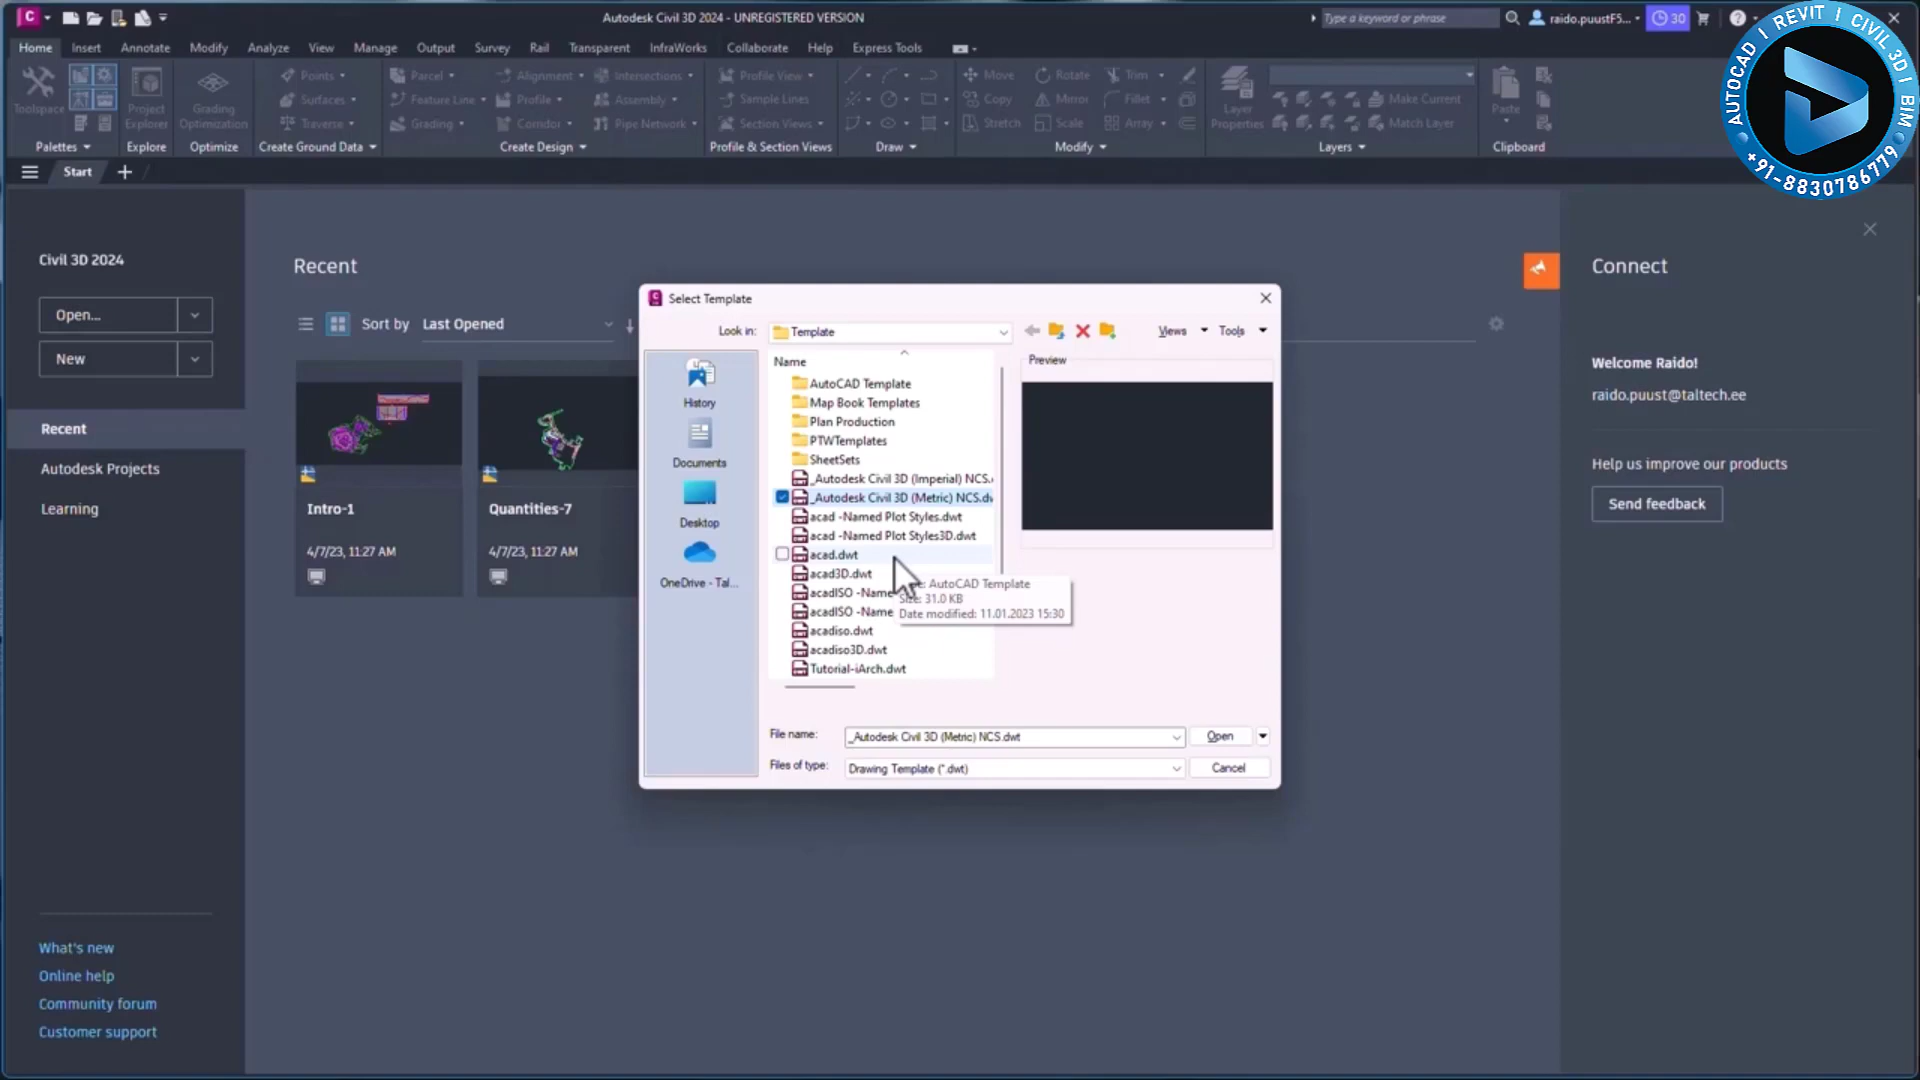 Autodesk Civil 3D 2024 - UNREGISTERED VERSION
Type a keyword or phrase
raido.puustF5...
30
Home Insert Annotate Modify Analyze View Manage Output Survey Rail Transparent InfraWorks Collaborate Help Express Tools
Toolspace
Project Explorer
Grading Optimization
Points
Surfaces
Traverse
Parcel
Feature Line
Grading
Alignment
Profile
Corridor
Intersections
Assembly
Pipe Network
Profile View
Sample Lines
Section Views
Move
Copy
Stretch
Rotate
Mirror
Scale
Trim
Fillet
Array
Layer Properties
Make Current
Match Layer
Paste
Palettes Explore Optimize Create Ground Data Create Design Profile & Section Views Draw Modify Layers Clipboard
AUTOCAD | REVIT | CIVIL 3D | BIM
+91-8830786779
Start
Civil 3D 2024
Open...
New
Recent
Autodesk Projects
Learning
What's new
Online help
Community forum
Customer support
Recent
Sort by Last Opened
Intro-1
4/7/23, 11:27 AM
Quantities-7
4/7/23, 11:27 AM
Select Template
Look in: Template
Views Tools
History
Documents
Desktop
OneDrive - Tal...
Name
AutoCAD Template
Map Book Templates
Plan Production
PTWTemplates
SheetSets
_Autodesk Civil 3D (Imperial) NCS.
_Autodesk Civil 3D (Metric) NCS.dw
acad -Named Plot Styles.dwt
acad -Named Plot Styles3D.dwt
acad.dwt
acad3D.dwt
acadISO -Name
acadISO -Name
acadiso.dwt
acadiso3D.dwt
Tutorial-iArch.dwt
AutoCAD Template
Size: 31.0 KB
Date modified: 11.01.2023 15:30
Preview
File name: _Autodesk Civil 3D (Metric) NCS.dwt
Open
Files of type: Drawing Template (*.dwt)
Cancel
Connect
Welcome Raido!
raido.puust@taltech.ee
Help us improve our products
Send feedback